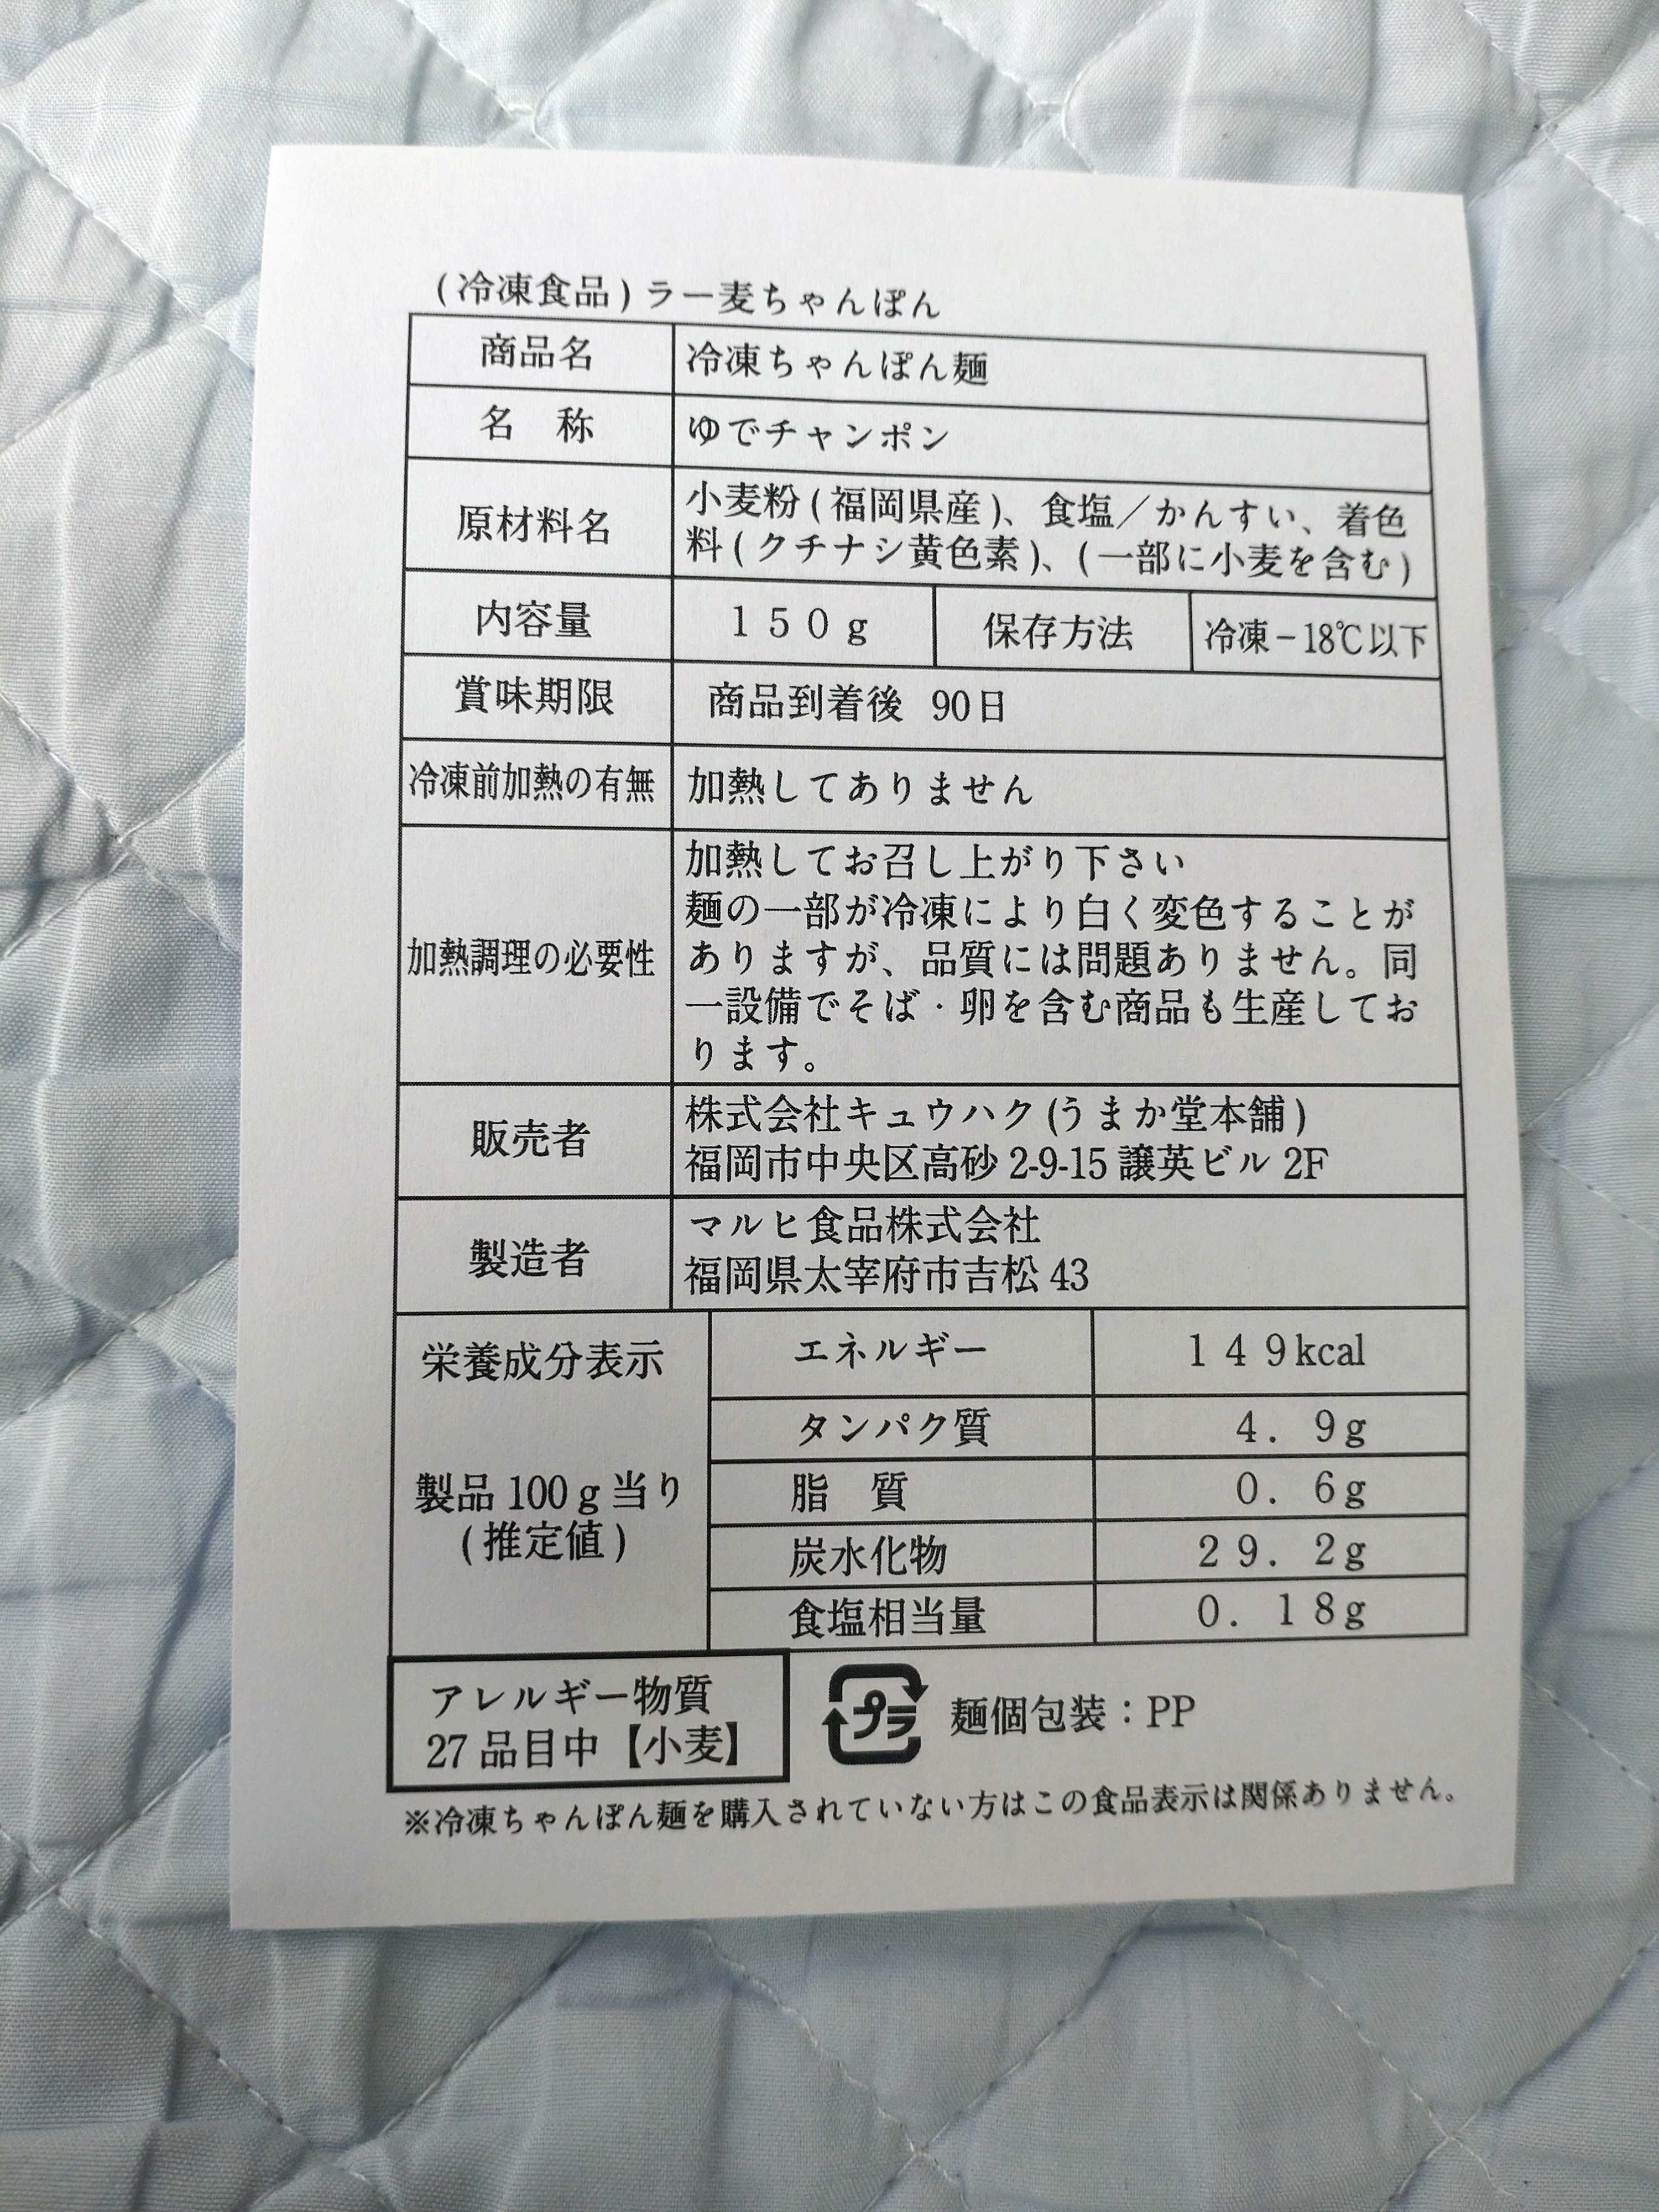 (冷凍食品)ラー麦ちゃんぽん
商品名 冷凍ちゃんぽん麺
名　称 ゆでチャンポン
原材料名 小麦粉(福岡県産)、食塩／かんすい、着色
料(クチナシ黄色素)、(一部に小麦を含む)
内容量 150g 保存方法 冷凍－18℃以下
賞味期限 商品到着後 90日
冷凍前加熱の有無 加熱してありません
加熱調理の必要性 加熱してお召し上がり下さい
麺の一部が冷凍により白く変色することが
ありますが、品質には問題ありません。同
一設備でそば・卵を含む商品も生産してお
ります。
販売者 株式会社キュウハク(うまか堂本舗)
福岡市中央区高砂2-9-15譲英ビル2F
製造者 マルヒ食品株式会社
福岡県太宰府市吉松43
栄養成分表示
製品100g当り
(推定値)
エネルギー 149kcal
タンパク質 4.9g
脂　質 0.6g
炭水化物 29.2g
食塩相当量 0.18g
アレルギー物質
27品目中【小麦】
プラ 麺個包装：PP
※冷凍ちゃんぽん麺を購入されていない方はこの食品表示は関係ありません。